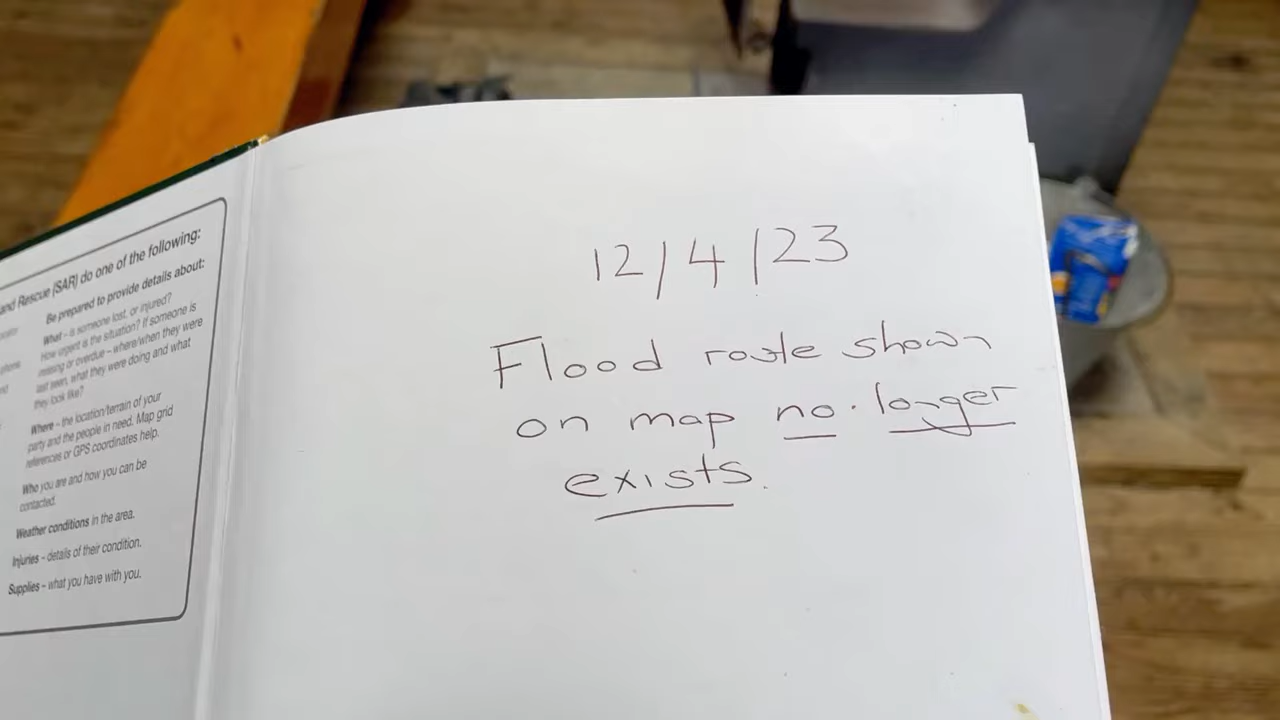 and Rescue (SAR) do one of the following:
Be prepared to provide details about:
What – is someone lost, or injured?
How urgent is the situation? If someone is
missing or overdue – where/when they were
last seen, what they were doing and what
they look like?
Where – the location/terrain of your
party and the people in need. Map grid
references or GPS coordinates help.
Who you are and how you can be
contacted.
Weather conditions in the area.
Injuries – details of their condition.
Supplies – what you have with you.
12/4/23
Flood route shown
on map no longer
exists.